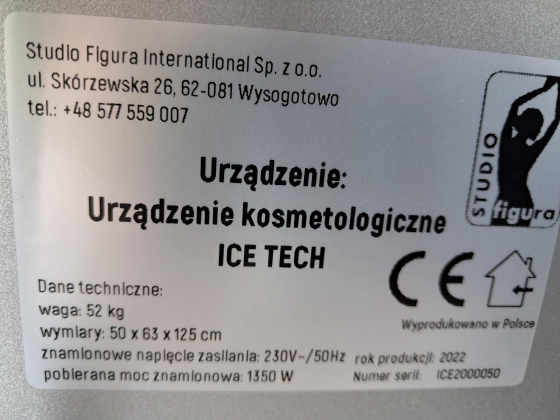 Studio Figura International Sp. z o.o.
ul. Skórzewska 26, 62-081 Wysogotowo
tel.: +48 577 559 007
STUDIO
figura
Urządzenie:
Urządzenie kosmetologiczne
ICE TECH
CE
Wyprodukowano w Polsce
Dane techniczne:
waga: 52 kg
wymiary: 50 x 63 x 125 cm
znamionowe napięcie zasilania: 230V~/50Hz rok produkcji: 2022
pobierana moc znamionowa: 1350 W Numer serii: ICE2000050